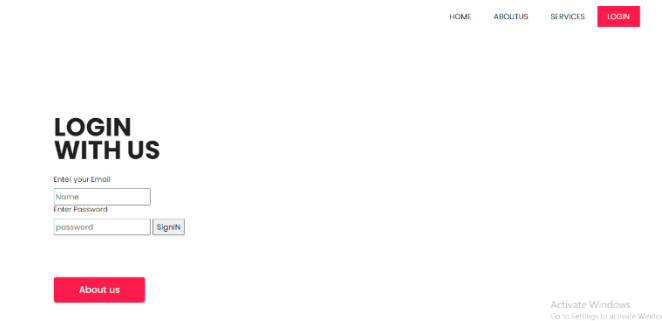 HOME ABOUTUS SERVICES LOGIN
LOGIN
WITH US
Enter your Email
Name
Enter Password
password SignIN
About us
Activate Windows
Go to Settings to activate Windo